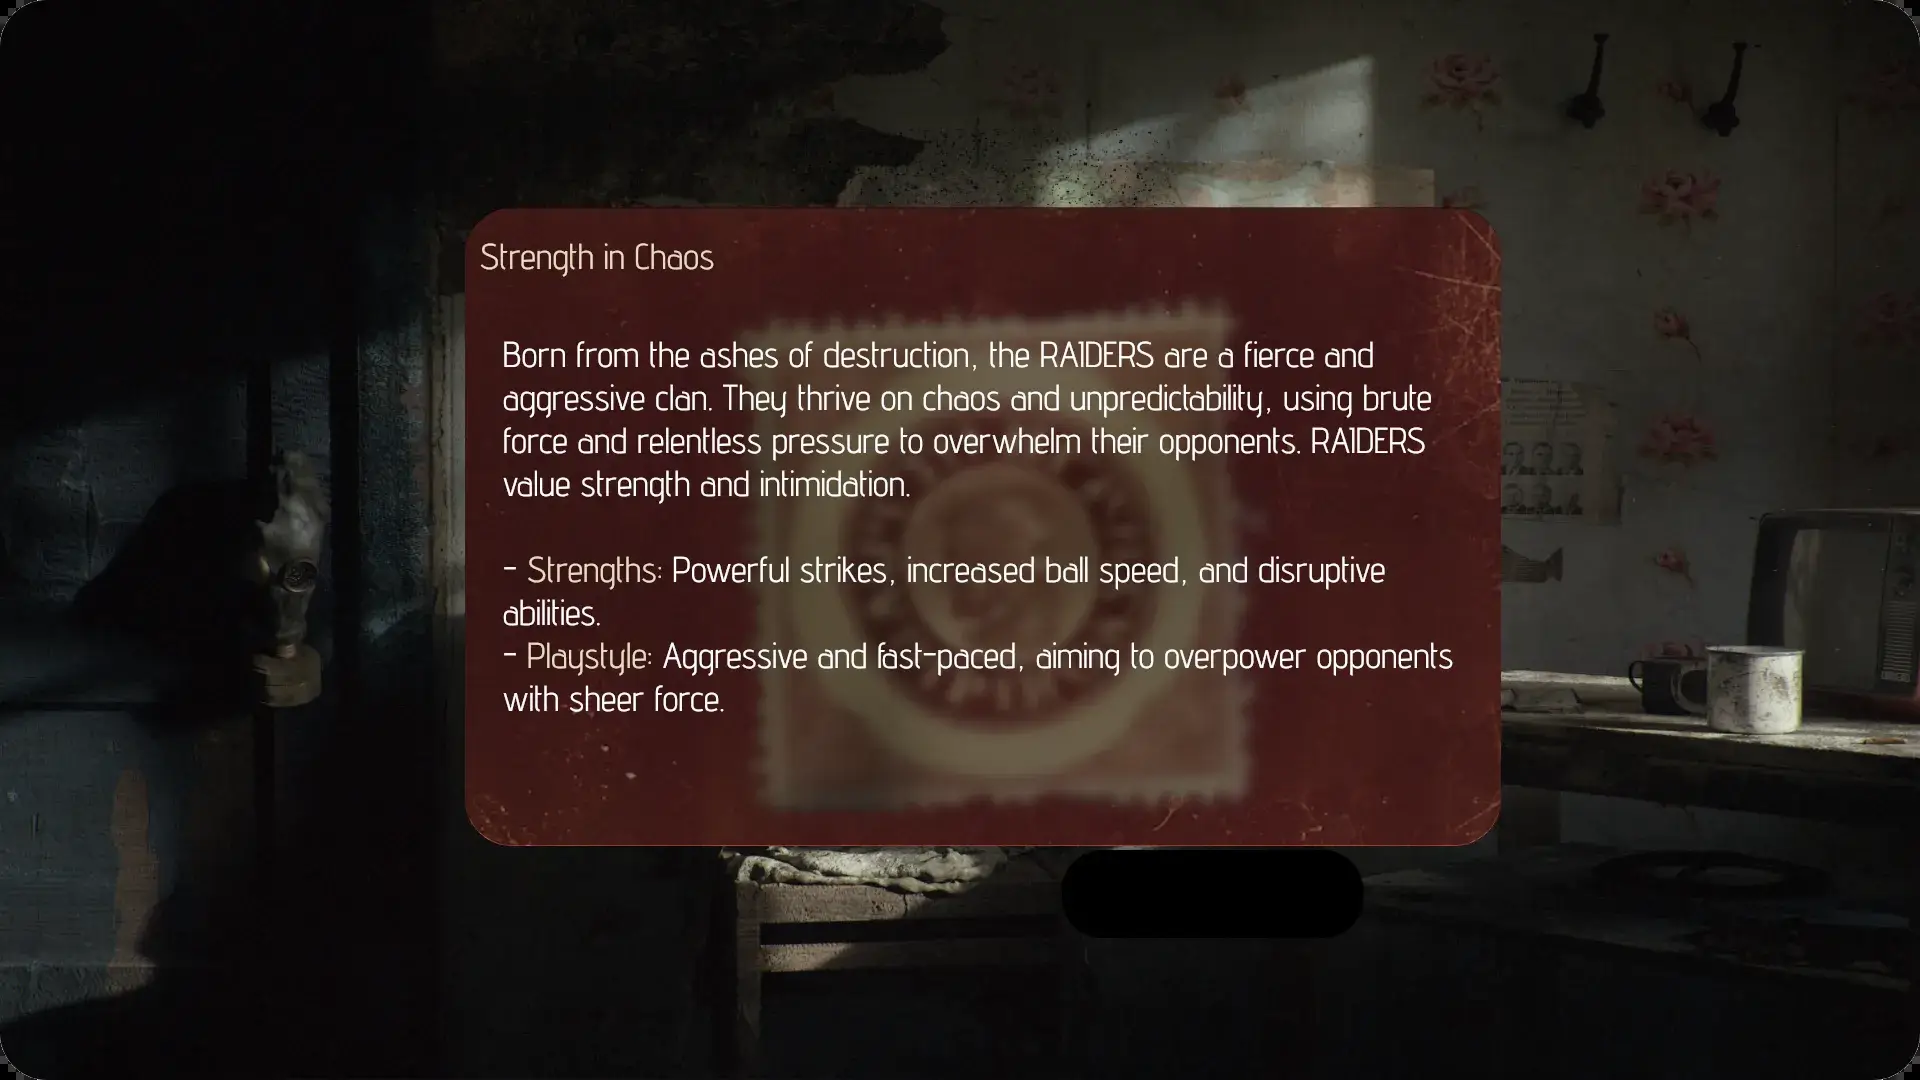 Strength in Chaos
Born from the ashes of destruction, the RA1DERS are a fierce and
aggressive clan. They thrive on chaos and unpredictability, using brute
force and relentless pressure to overwhelm their opponents. RA1DERS
value strength and intimidation.
- Strengths: Powerful strikes, increased ball speed, and disruptive
abilities.
- Playstyle: Aggressive and fast-paced, aiming to overpower opponents
with sheer force.